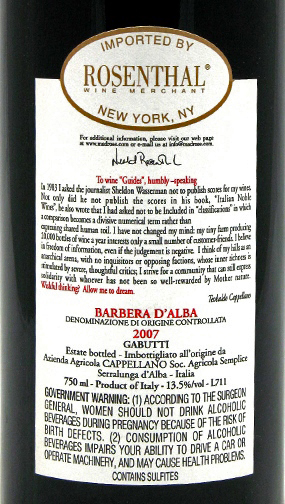 IMPORTED BY
ROSENTHAL®
WINE MERCHANT
NEW YORK, NY
For additional information, please visit our web page
at www.madrose.com or e-mail us at info@madrose.com
To wine "Guides", humbly -speaking
In 1983 I asked the journalist Sheldon Wasserman not to publish scores for my wines.
Not only did he not publish the scores in his book, "Italian Noble
Wines", he also wrote that I had asked not to be Included in "classifications" in which
a comparison becomes a divisive numerical term rather than
expressing shared human toil. I have not changed my mind: my tiny farm producing
20,000 bottles of wine a year interests only a small number of customer-friends. I believe
in freedom of information, even if the judgement is negative. I think of my hills as an
anarchical arena, with no inquisitors or opposing factions, whose inner richness is
stimulated by severe, thoughtful critics; I strive for a community that can still express
solidarity with whoever has not been so well-rewarded by Mother nature.
Wishful thinking? Allow me to dream.
Teobaldo Cappellano
BARBERA D'ALBA
DENOMINAZIONE DI ORIGINE CONTROLLATA
2007
GABUTTI
Estate bottled - Imbottigliato all'origine da
Azienda Agricola CAPPELLANO Soc. Agricola Semplice
Serralunga d'Alba - Italia
750 ml - Product of Italy - 13.5%/vol - L711
GOVERNMENT WARNING: (1) ACCORDING TO THE SURGEON
GENERAL, WOMEN SHOULD NOT DRINK ALCOHOLIC
BEVERAGES DURING PREGNANCY BECAUSE OF THE RISK OF
BIRTH DEFECTS. (2) CONSUMPTION OF ALCOHOLIC
BEVERAGES IMPAIRS YOUR ABILITY TO DRIVE A CAR OR
OPERATE MACHINERY, AND MAY CAUSE HEALTH PROBLEMS.
CONTAINS SULFITES